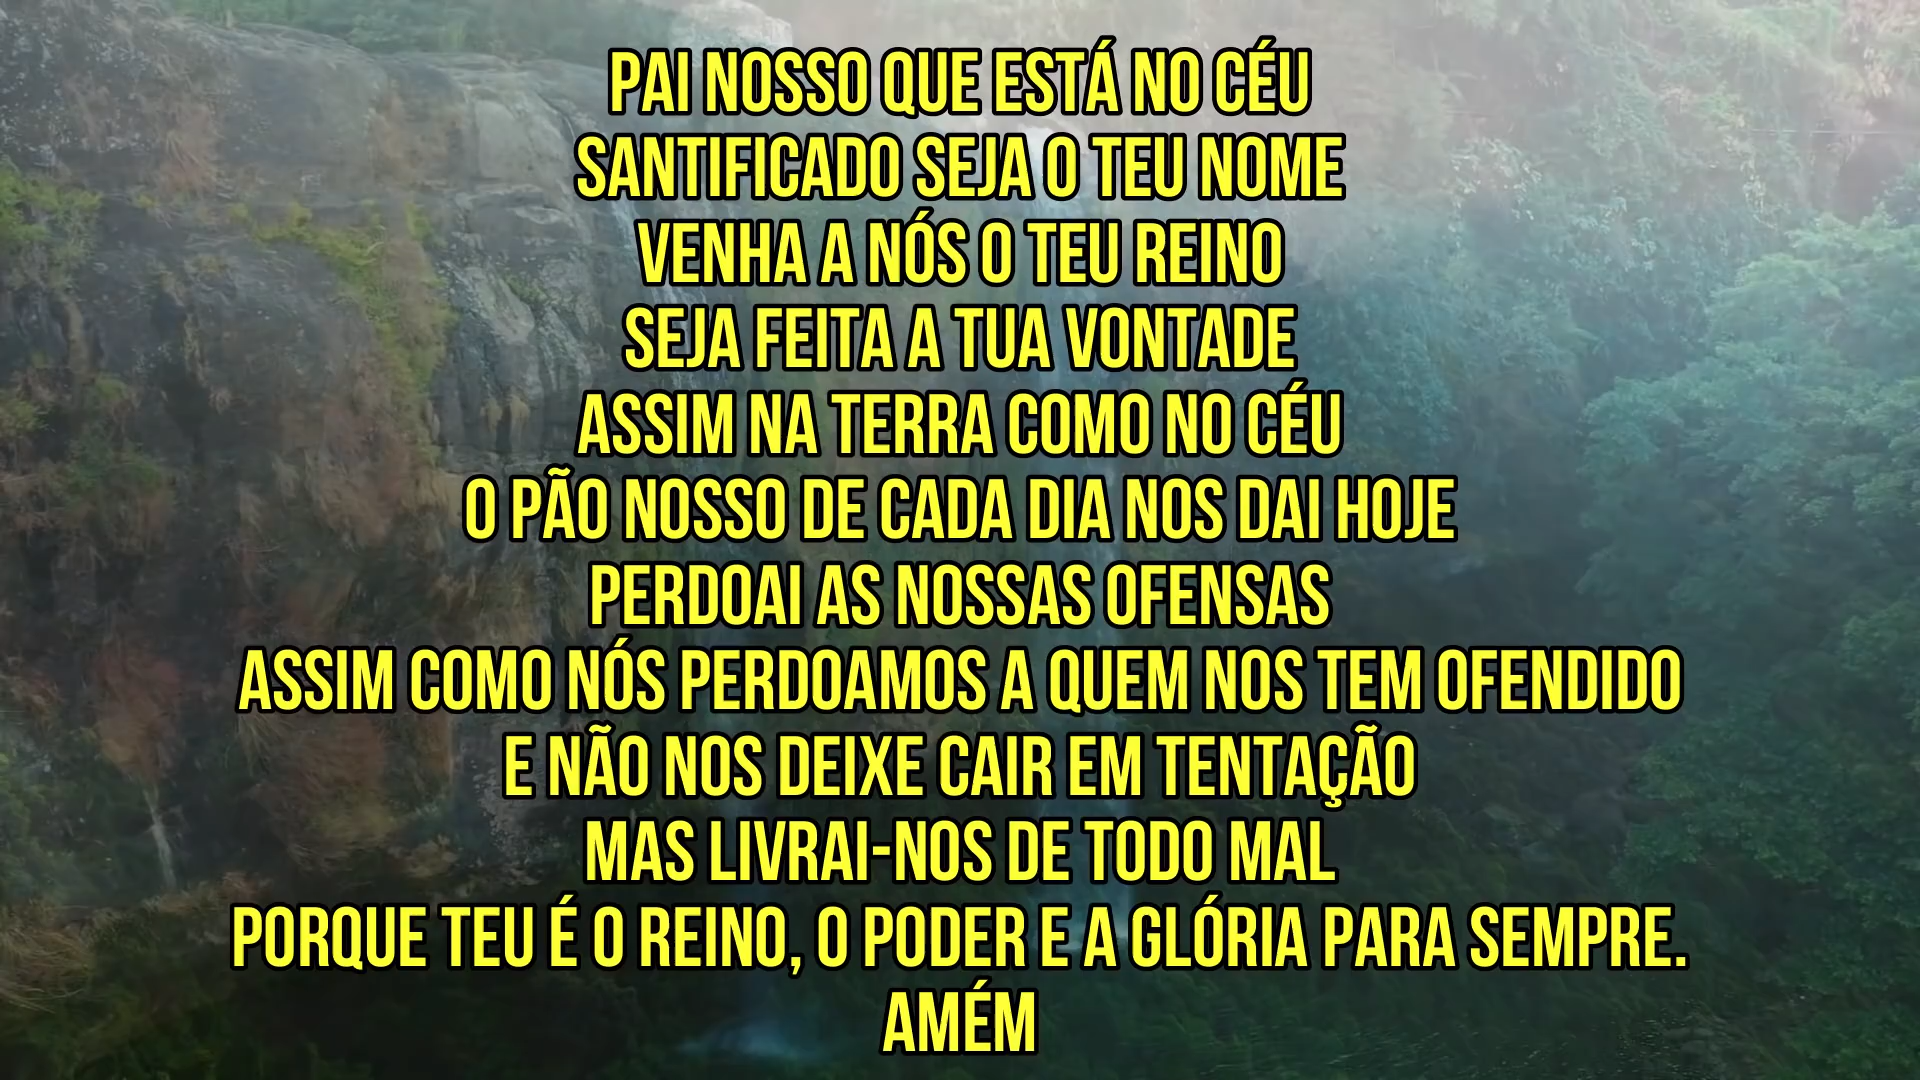 PAI NOSSO QUE ESTÁ NO CÉU
SANTIFICADO SEJA O TEU NOME
VENHA A NÓS O TEU REINO
SEJA FEITA A TUA VONTADE
ASSIM NA TERRA COMO NO CÉU
O PÃO NOSSO DE CADA DIA NOS DAI HOJE
PERDOAI AS NOSSAS OFENSAS
ASSIM COMO NÓS PERDOAMOS A QUEM NOS TEM OFENDIDO
E NÃO NOS DEIXE CAIR EM TENTAÇÃO
MAS LIVRAI-NOS DE TODO MAL
PORQUE TEU É O REINO, O PODER E A GLÓRIA PARA SEMPRE.
AMÉM